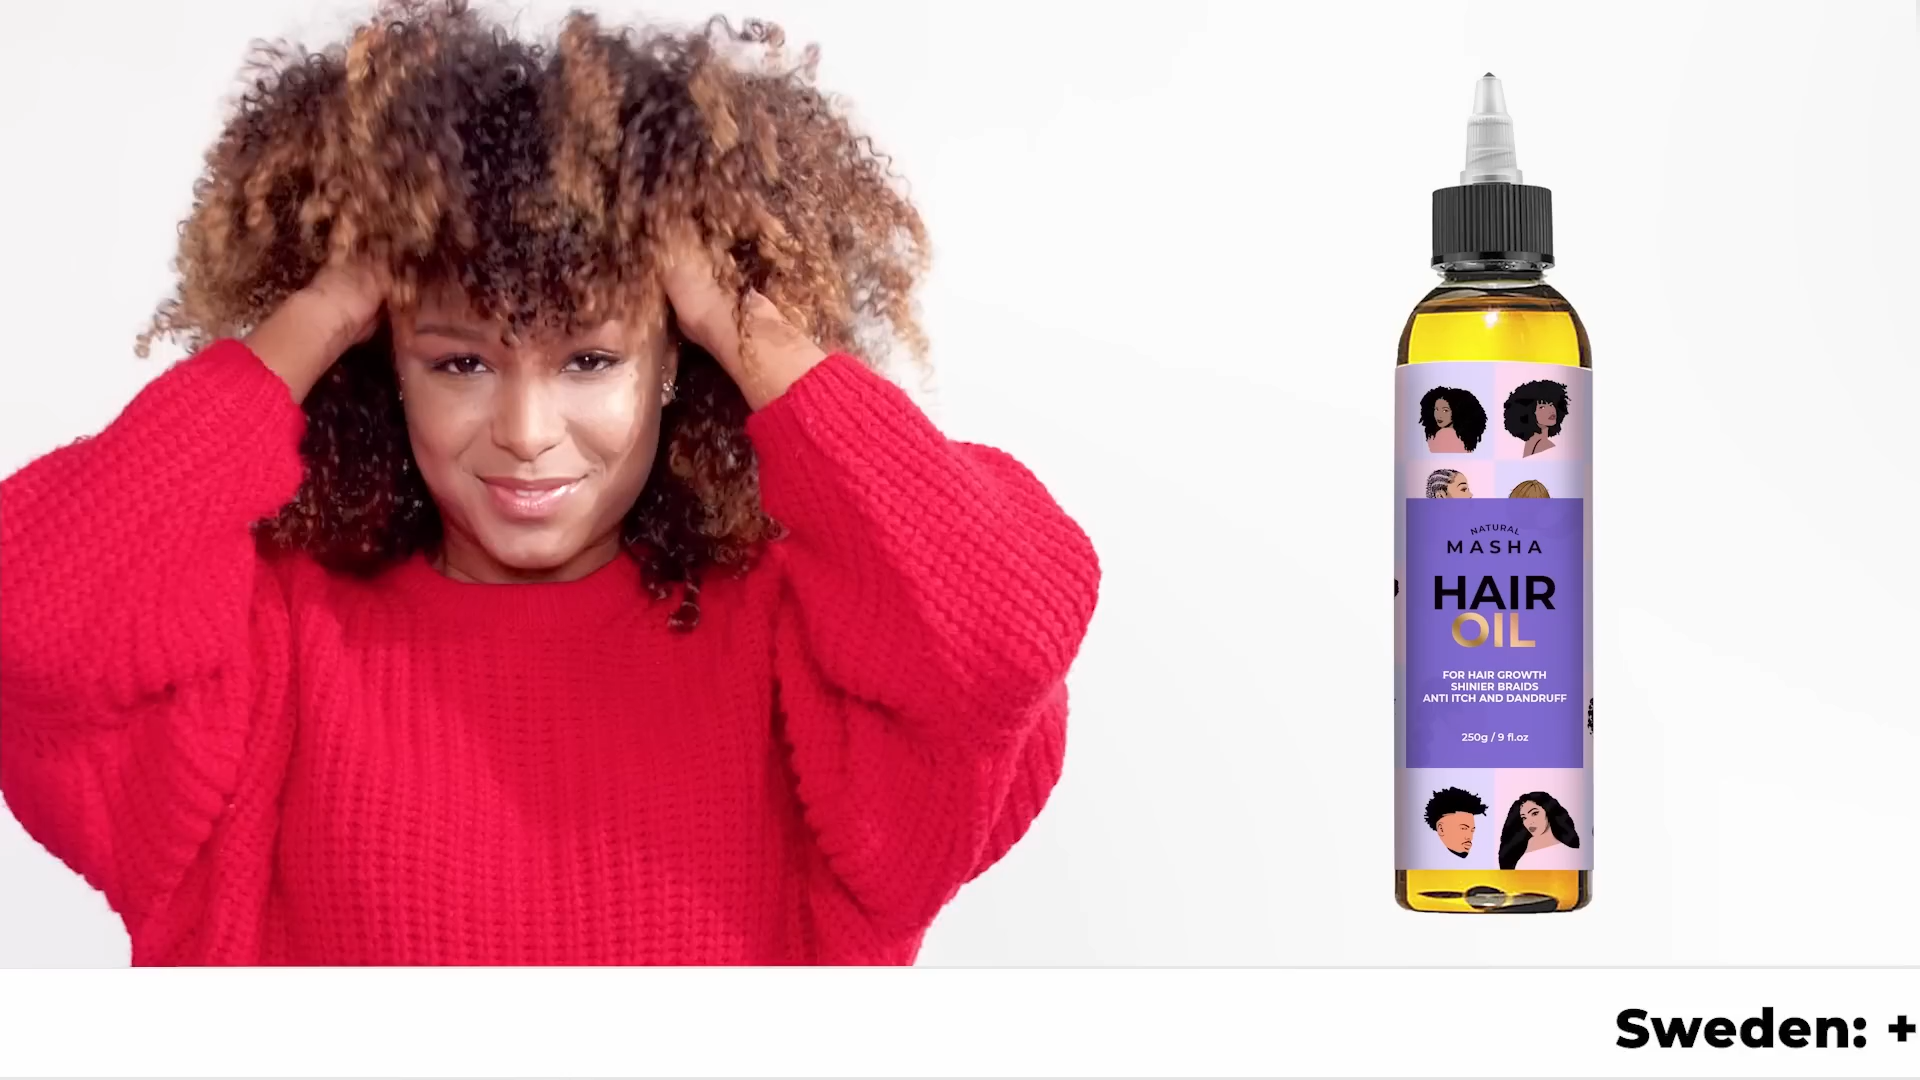 NATURAL
MASHA
HAIR
OIL
FOR HAIR GROWTH
SHINIER BRAIDS
ANTI ITCH AND DANDRUFF
250g / 9 fl.oz
Sweden: +